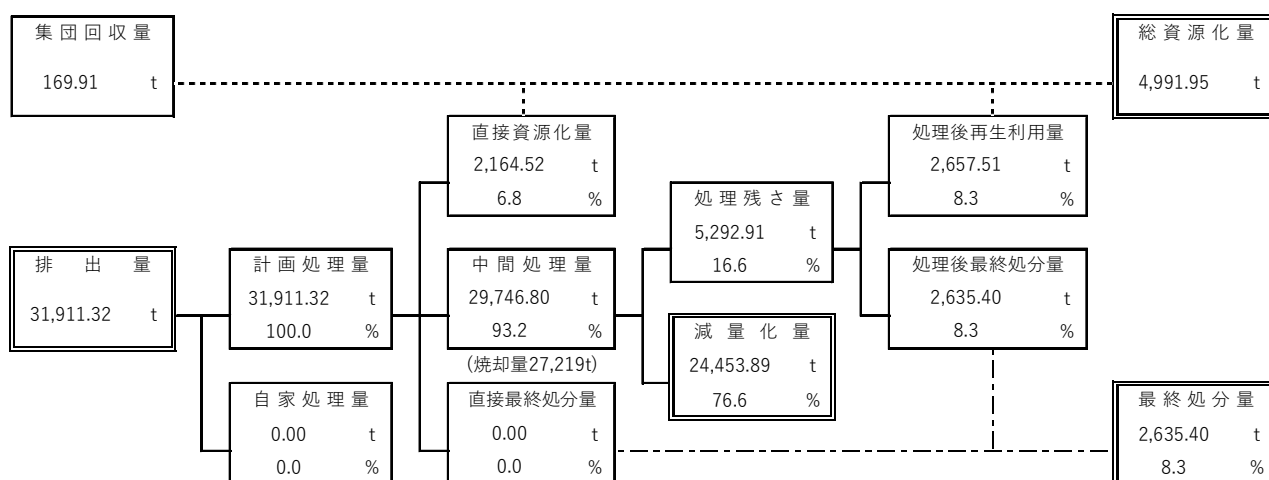 集団回収量
169.91 t
総資源化量
4,991.95 t
直接資源化量
2,164.52 t
6.8 %
処理後再生利用量
2,657.51 t
8.3 %
処理残さ量
5,292.91 t
16.6 %
排出量
31,911.32 t
計画処理量
31,911.32 t
100.0 %
中間処理量
29,746.80 t
93.2 %
(焼却量27,219t)
処理後最終処分量
2,635.40 t
8.3 %
減量化量
24,453.89 t
76.6 %
自家処理量
0.00 t
0.0 %
直接最終処分量
0.00 t
0.0 %
最終処分量
2,635.40 t
8.3 %